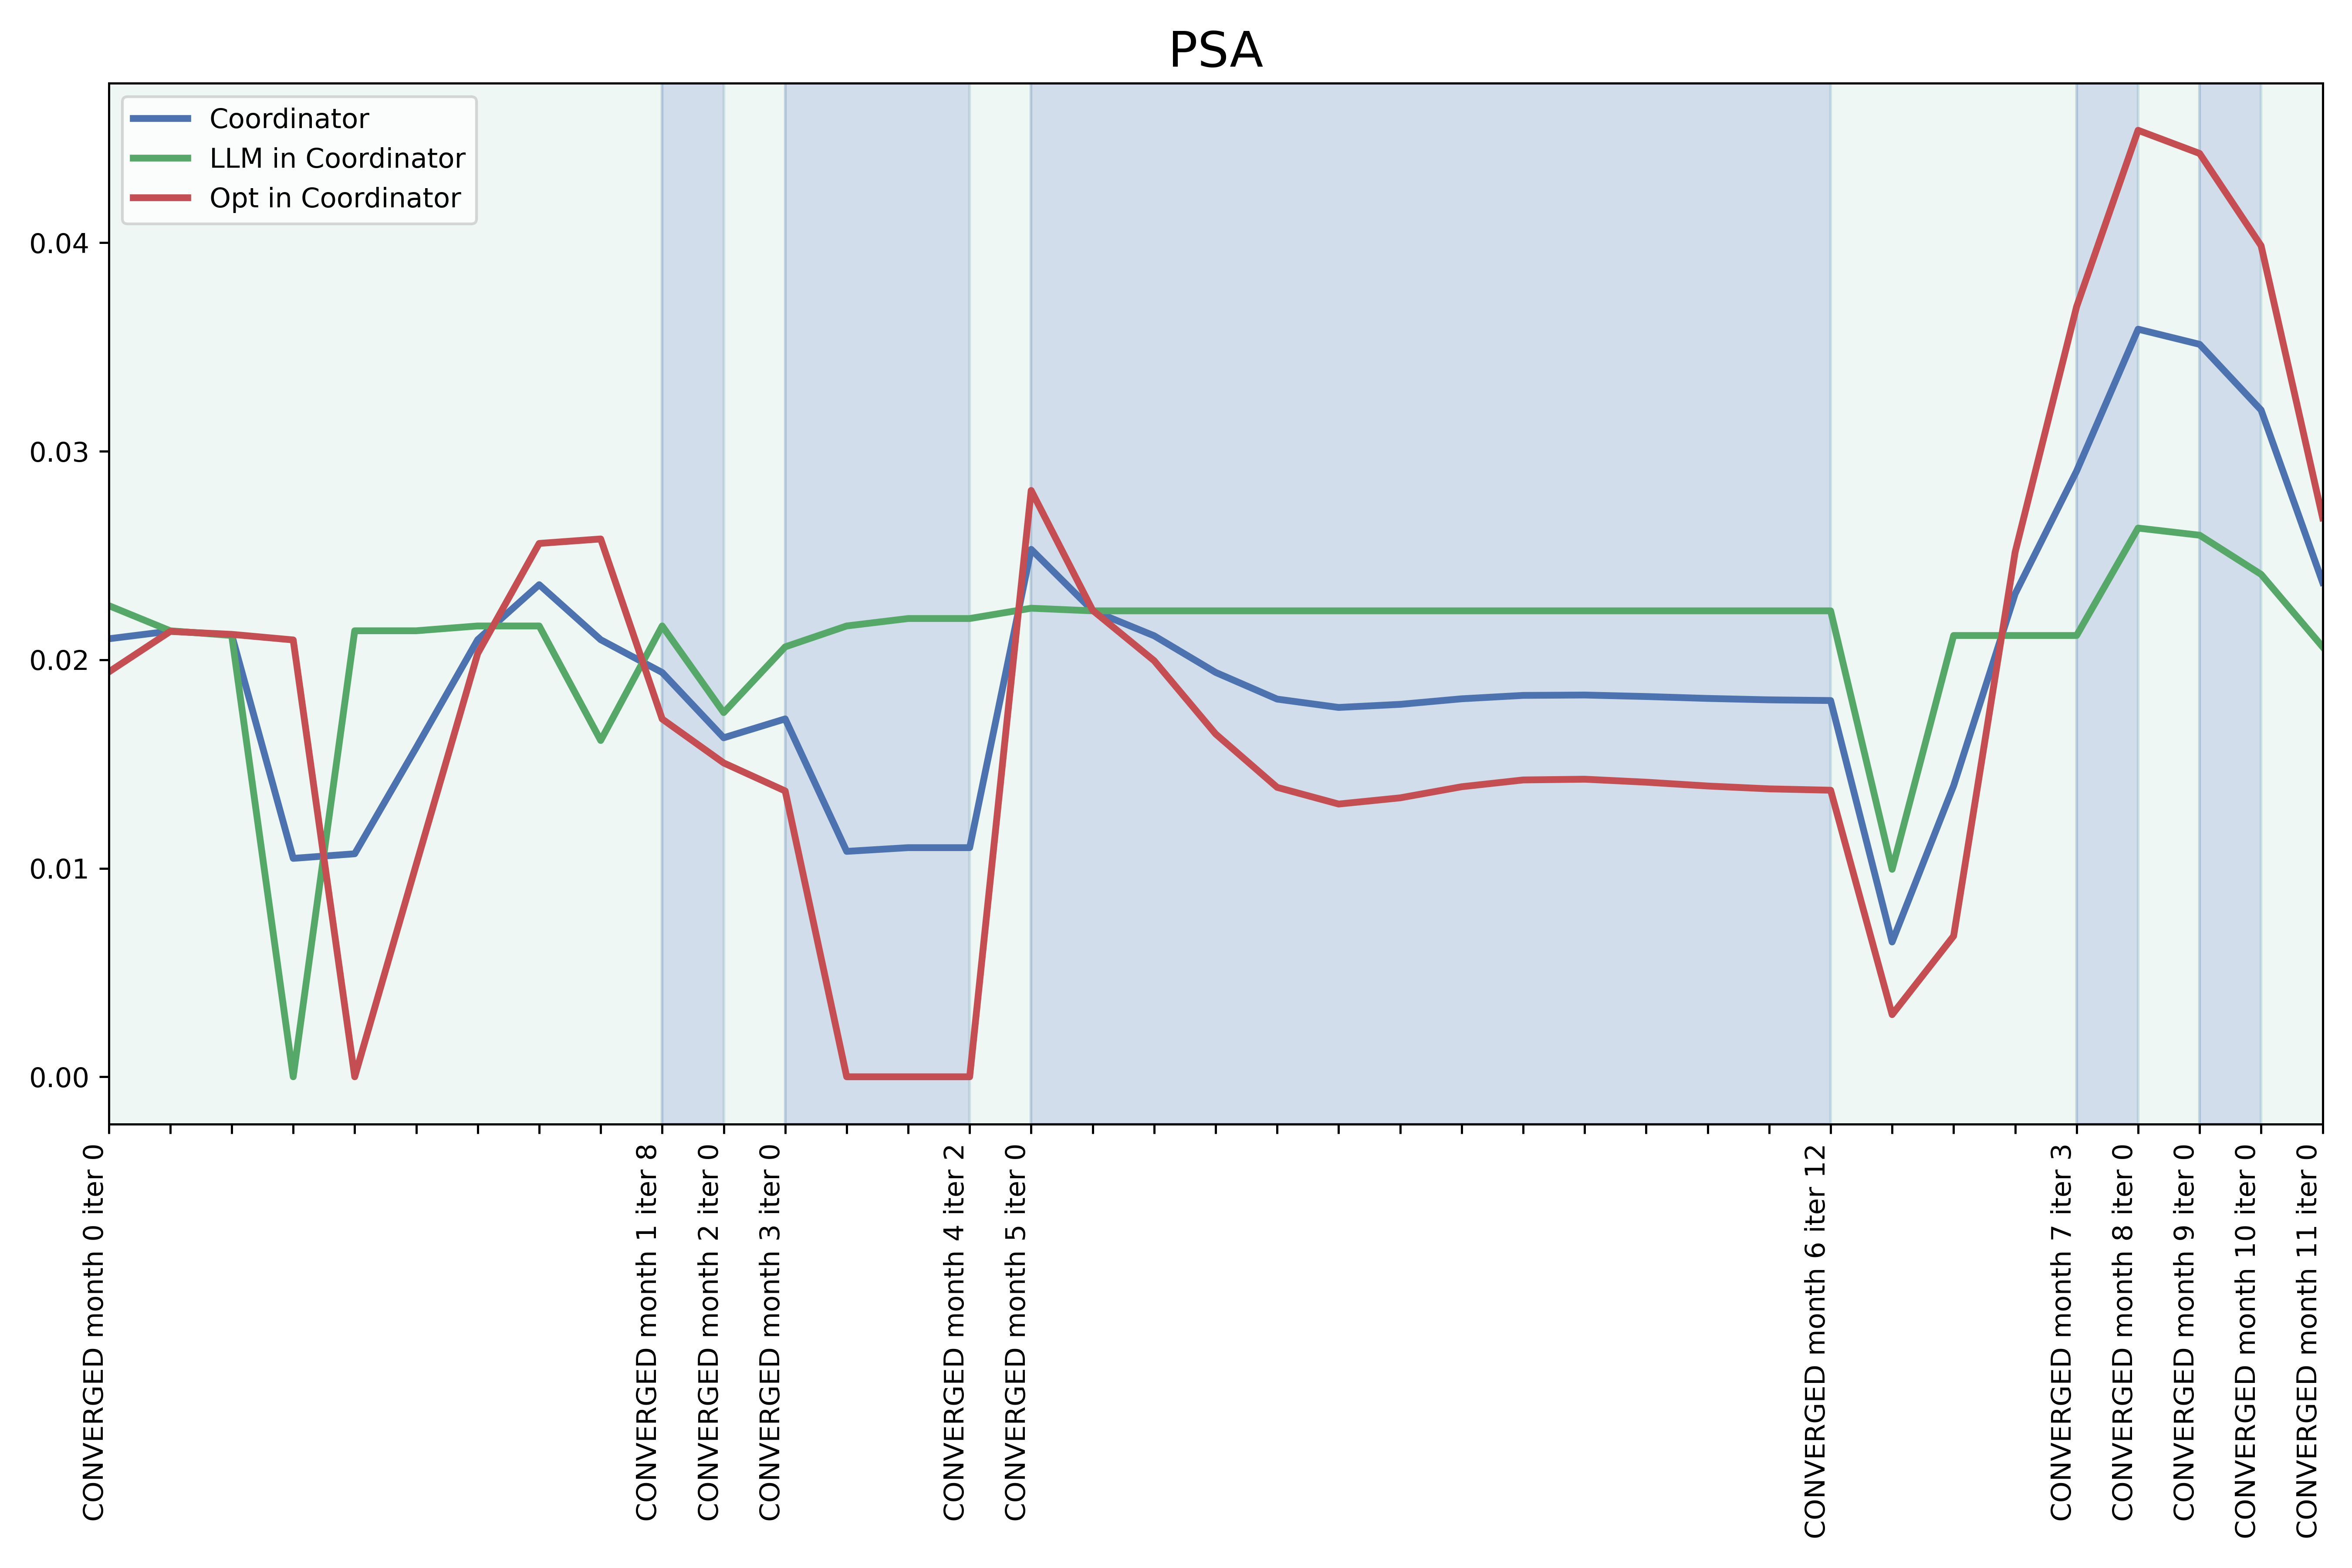 PSA
Coordinator
LLM in Coordinator
Opt in Coordinator
0.04
0.03
0.02
0.01
0.00
CONVERGED month 0 iter 0
CONVERGED month 1 iter 8
CONVERGED month 2 iter 0
CONVERGED month 3 iter 0
CONVERGED month 4 iter 2
CONVERGED month 5 iter 0
CONVERGED month 6 iter 12
CONVERGED month 7 iter 3
CONVERGED month 8 iter 0
CONVERGED month 9 iter 0
CONVERGED month 10 iter 0
CONVERGED month 11 iter 0